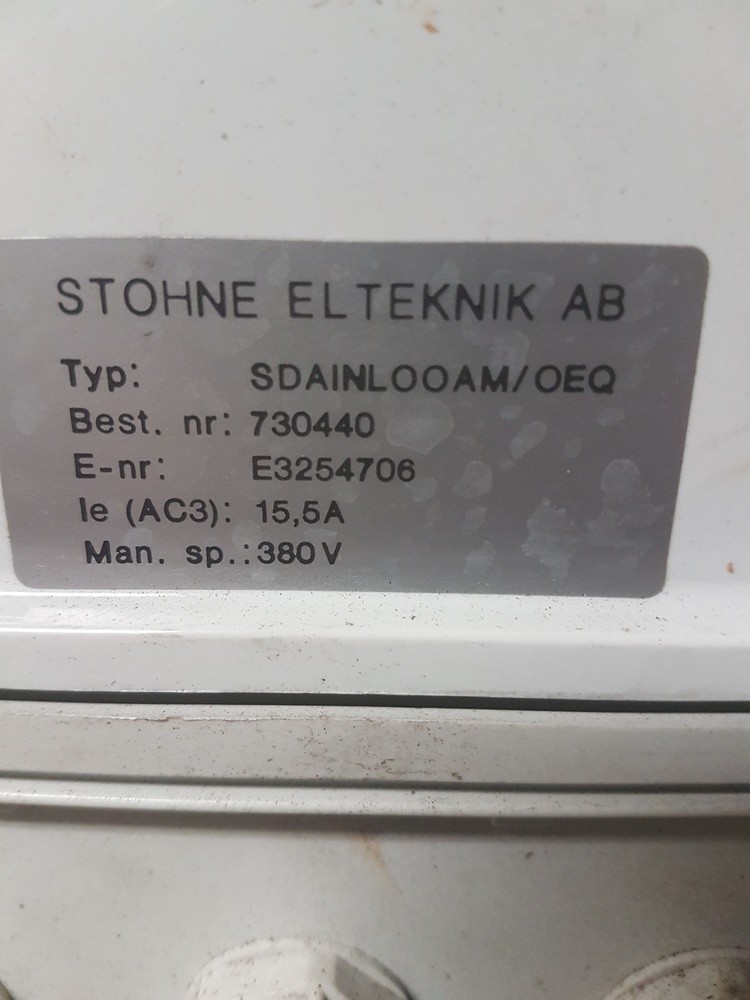 STOHNE ELTEKNIK AB
Typ: SDAINLOOAM/OEQ
Best. nr: 730440
E-nr: E3254706
Ie (AC3): 15,5A
Man. sp.: 380V